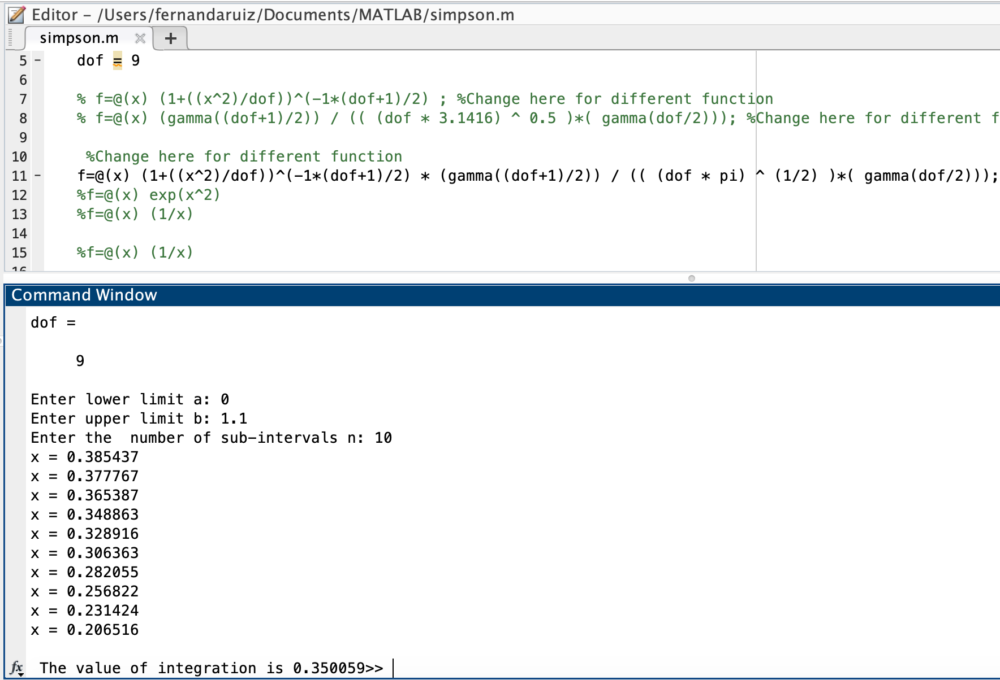 Editor – /Users/fernandaruiz/Documents/MATLAB/simpson.m
simpson.m
+
5 – dof = 9
6
7 % f=@(x) (1+((x^2)/dof))^(-1*(dof+1)/2) ; %Change here for different function
8 % f=@(x) (gamma((dof+1)/2)) / (( (dof * 3.1416) ^ 0.5 )*( gamma(dof/2))); %Change here for different f
9
10 %Change here for different function
11 – f=@(x) (1+((x^2)/dof))^(-1*(dof+1)/2) * (gamma((dof+1)/2)) / (( (dof * pi) ^ (1/2) )*( gamma(dof/2)));
12 %f=@(x) exp(x^2)
13 %f=@(x) (1/x)
14
15 %f=@(x) (1/x)
16
Command Window
dof =
9
Enter lower limit a: 0
Enter upper limit b: 1.1
Enter the  number of sub-intervals n: 10
x = 0.385437
x = 0.377767
x = 0.365387
x = 0.348863
x = 0.328916
x = 0.306363
x = 0.282055
x = 0.256822
x = 0.231424
x = 0.206516
fx The value of integration is 0.350059>>